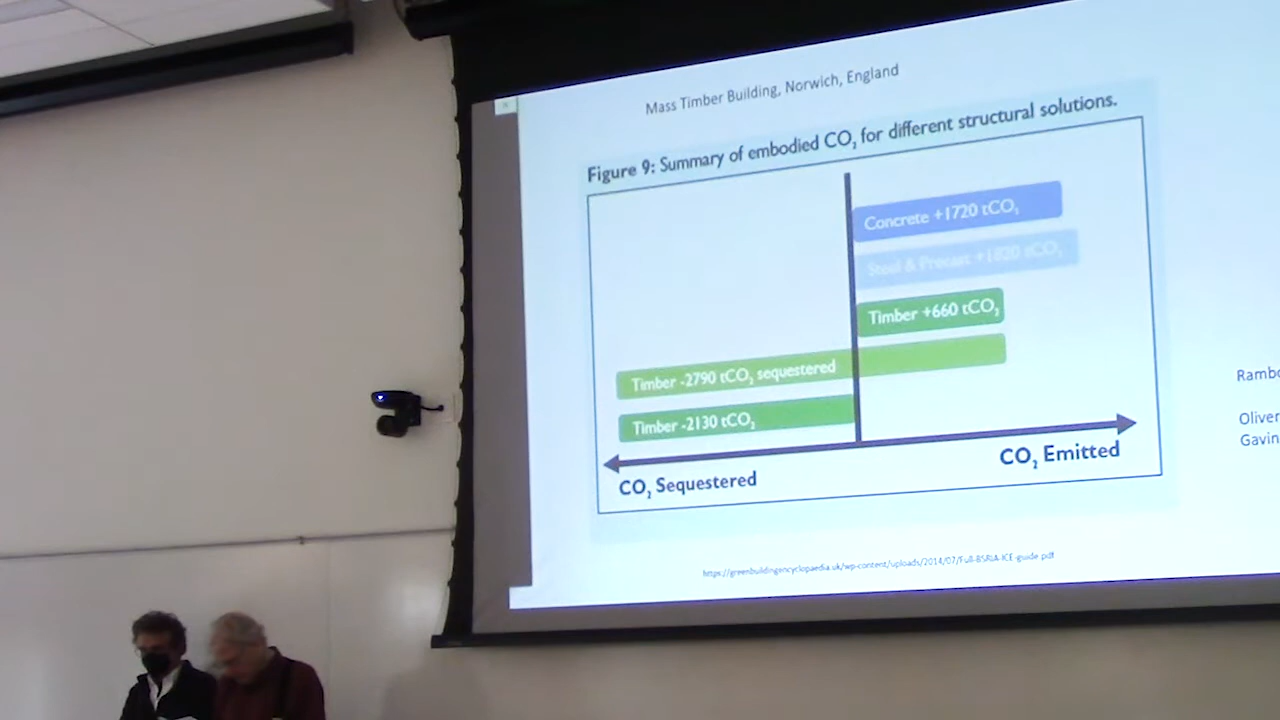 Mass Timber Building, Norwich, England
Figure 9: Summary of embodied CO₂ for different structural solutions.
Concrete +1720 tCO₂
Steel & Precast +1820 tCO₂
Timber +660 tCO₂
Timber -2790 tCO₂ sequestered
Timber -2130 tCO₂
CO₂ Sequestered
CO₂ Emitted
Rambo
Oliver
Gavin
https://greenbuildingencyclopaedia.uk/wp-content/uploads/2014/07/Full-BSRIA-ICE-guide.pdf